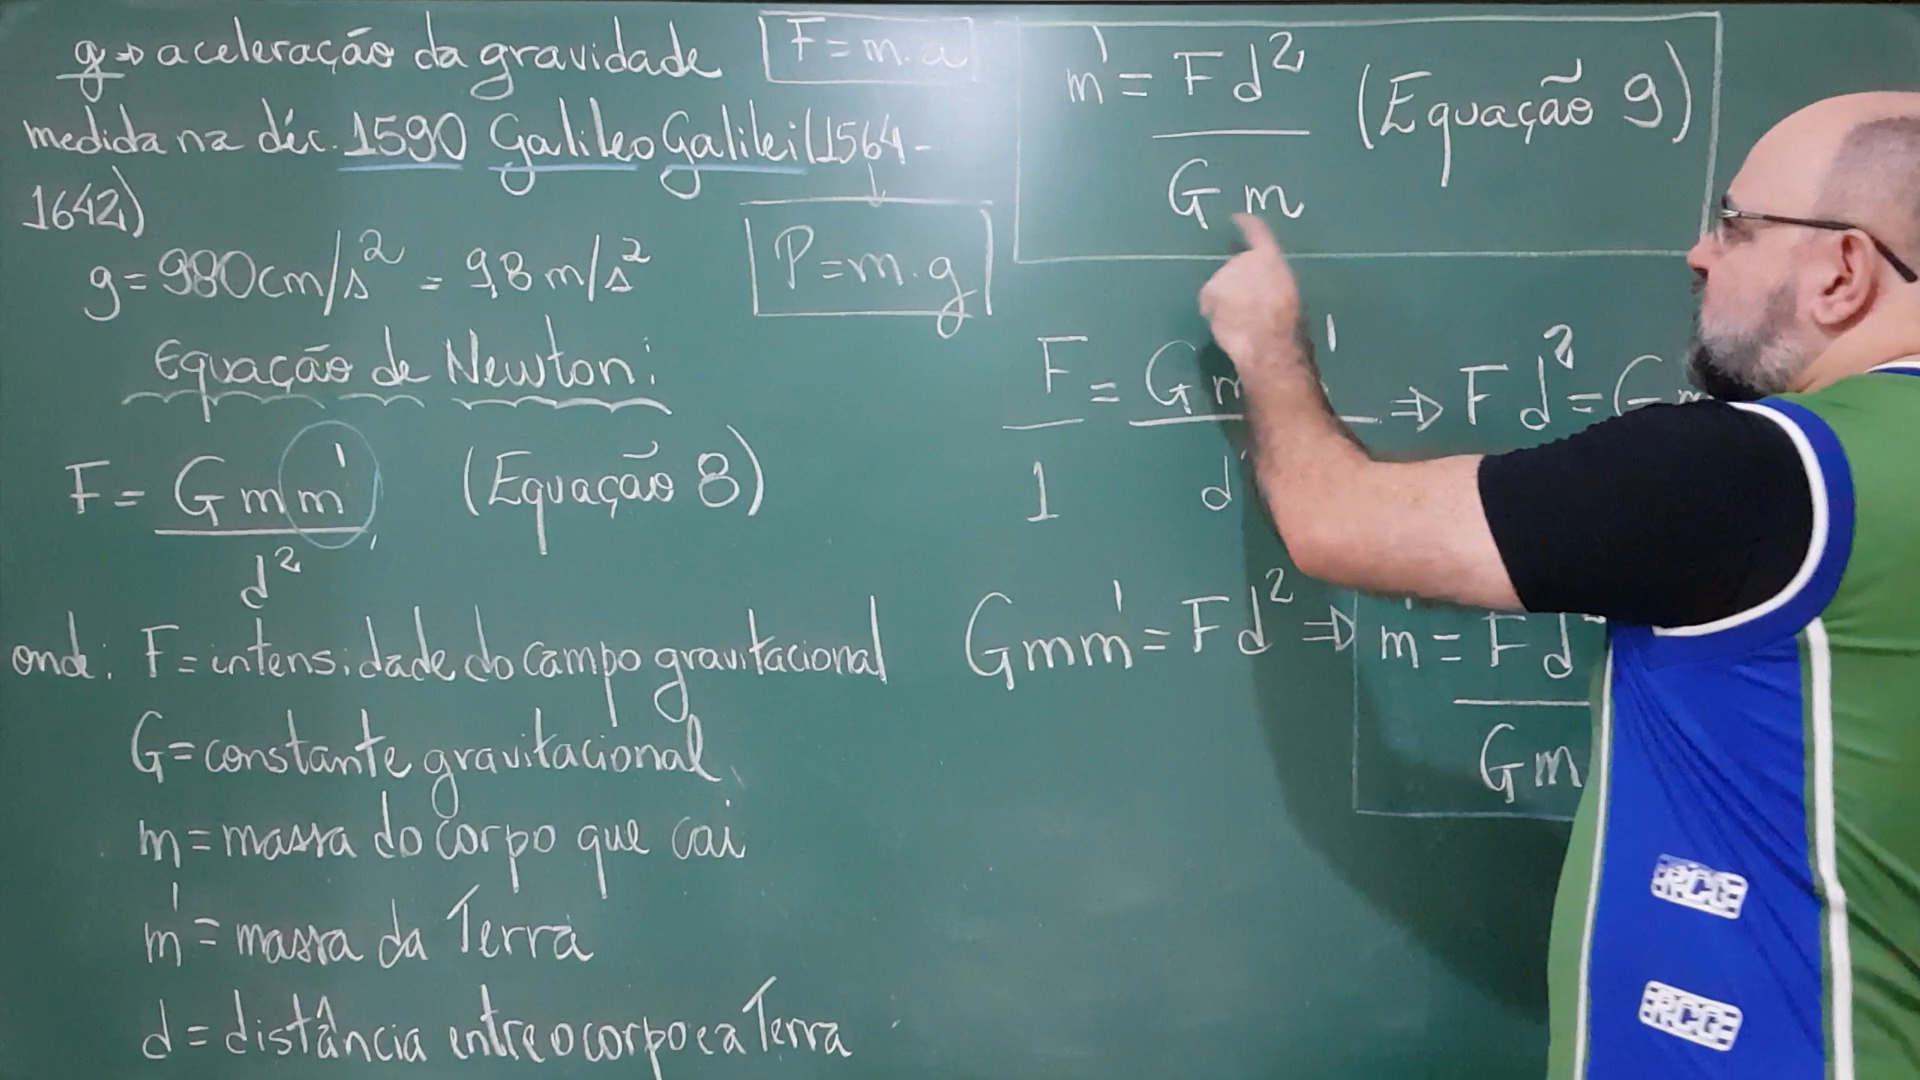 g ⇒ aceleração da gravidade
medida na déc. 1590 Galileo Galilei (1564-
1642)
g = 980 cm/s² = 9,8 m/s²
F = m . a
P = m . g
Equação de Newton:
F = G m m' / d² (Equação 8)
onde: F = intensidade do campo gravitacional
G = constante gravitacional
m = massa do corpo que cai
m' = massa da Terra
d = distância entre o corpo e a Terra
m' = F d² / G m (Equação 9)
F / 1 = G m ' / d ⇒ F d² = G
G m m' = F d² ⇒ m' = F d² / G m
RCG
RCG